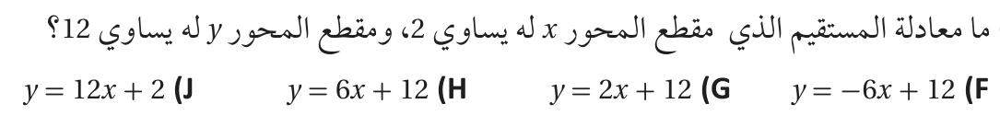 ما معادلة المستقيم الذي مقطع المحور x له يساوي 2، ومقطع المحور y له يساوي 12؟
F) y = −6x + 12 G) y = 2x + 12 H) y = 6x + 12 J) y = 12x + 2